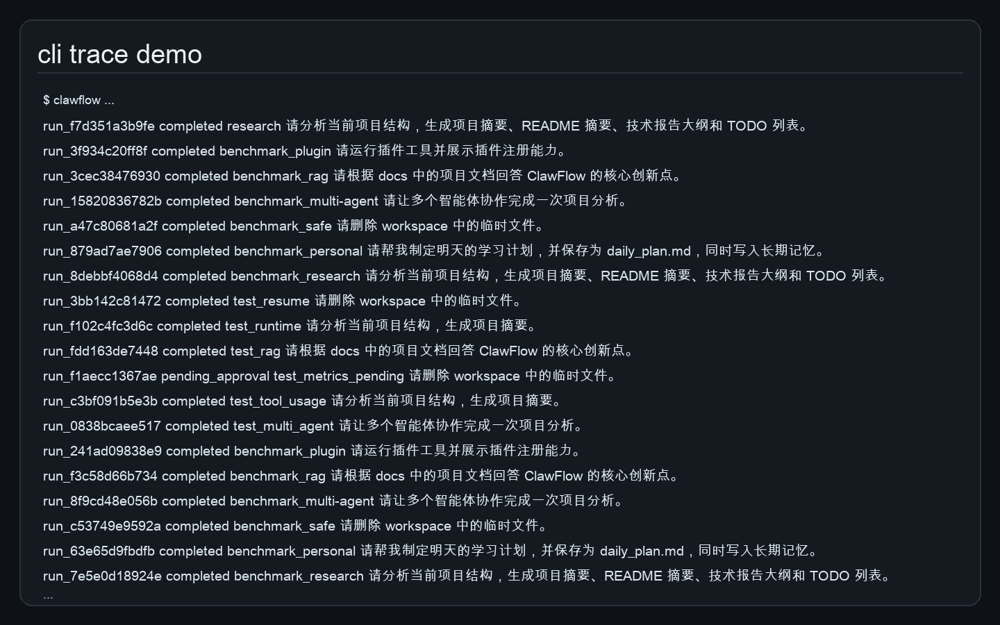 cli trace demo
$ clawflow ...
run_f7d351a3b9fe completed research 请分析当前项目结构，生成项目摘要、README 摘要、技术报告大纲和 TODO 列表。
run_3f934c20ff8f completed benchmark_plugin 请运行插件工具并展示插件注册能力。
run_3cec38476930 completed benchmark_rag 请根据 docs 中的项目文档回答 ClawFlow 的核心创新点。
run_15820836782b completed benchmark_multi-agent 请让多个智能体协作完成一次项目分析。
run_a47c80681a2f completed benchmark_safe 请删除 workspace 中的临时文件。
run_879ad7ae7906 completed benchmark_personal 请帮我制定明天的学习计划，并保存为 daily_plan.md，同时写入长期记忆。
run_8debbf4068d4 completed benchmark_research 请分析当前项目结构，生成项目摘要、README 摘要、技术报告大纲和 TODO 列表。
run_3bb142c81472 completed test_resume 请删除 workspace 中的临时文件。
run_f102c4fc3d6c completed test_runtime 请分析当前项目结构，生成项目摘要。
run_fdd163de7448 completed test_rag 请根据 docs 中的项目文档回答 ClawFlow 的核心创新点。
run_f1aecc1367ae pending_approval test_metrics_pending 请删除 workspace 中的临时文件。
run_c3bf091b5e3b completed test_tool_usage 请分析当前项目结构，生成项目摘要。
run_0838bcaee517 completed test_multi_agent 请让多个智能体协作完成一次项目分析。
run_241ad09838e9 completed benchmark_plugin 请运行插件工具并展示插件注册能力。
run_f3c58d66b734 completed benchmark_rag 请根据 docs 中的项目文档回答 ClawFlow 的核心创新点。
run_8f9cd48e056b completed benchmark_multi-agent 请让多个智能体协作完成一次项目分析。
run_c53749e9592a completed benchmark_safe 请删除 workspace 中的临时文件。
run_63e65d9fbdfb completed benchmark_personal 请帮我制定明天的学习计划，并保存为 daily_plan.md，同时写入长期记忆。
run_7e5e0d18924e completed benchmark_research 请分析当前项目结构，生成项目摘要、README 摘要、技术报告大纲和 TODO 列表。
...